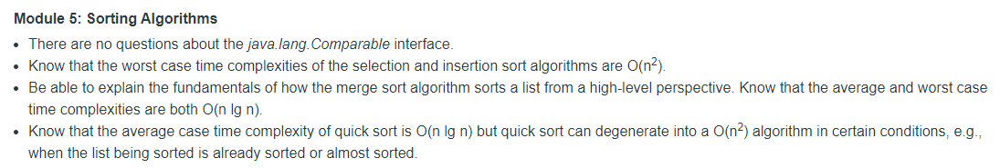 Module 5: Sorting Algorithms
• There are no questions about the java.lang.Comparable interface.
• Know that the worst case time complexities of the selection and insertion sort algorithms are O(n²).
• Be able to explain the fundamentals of how the merge sort algorithm sorts a list from a high-level perspective. Know that the average and worst case
time complexities are both O(n lg n).
• Know that the average case time complexity of quick sort is O(n lg n) but quick sort can degenerate into a O(n²) algorithm in certain conditions, e.g.,
when the list being sorted is already sorted or almost sorted.